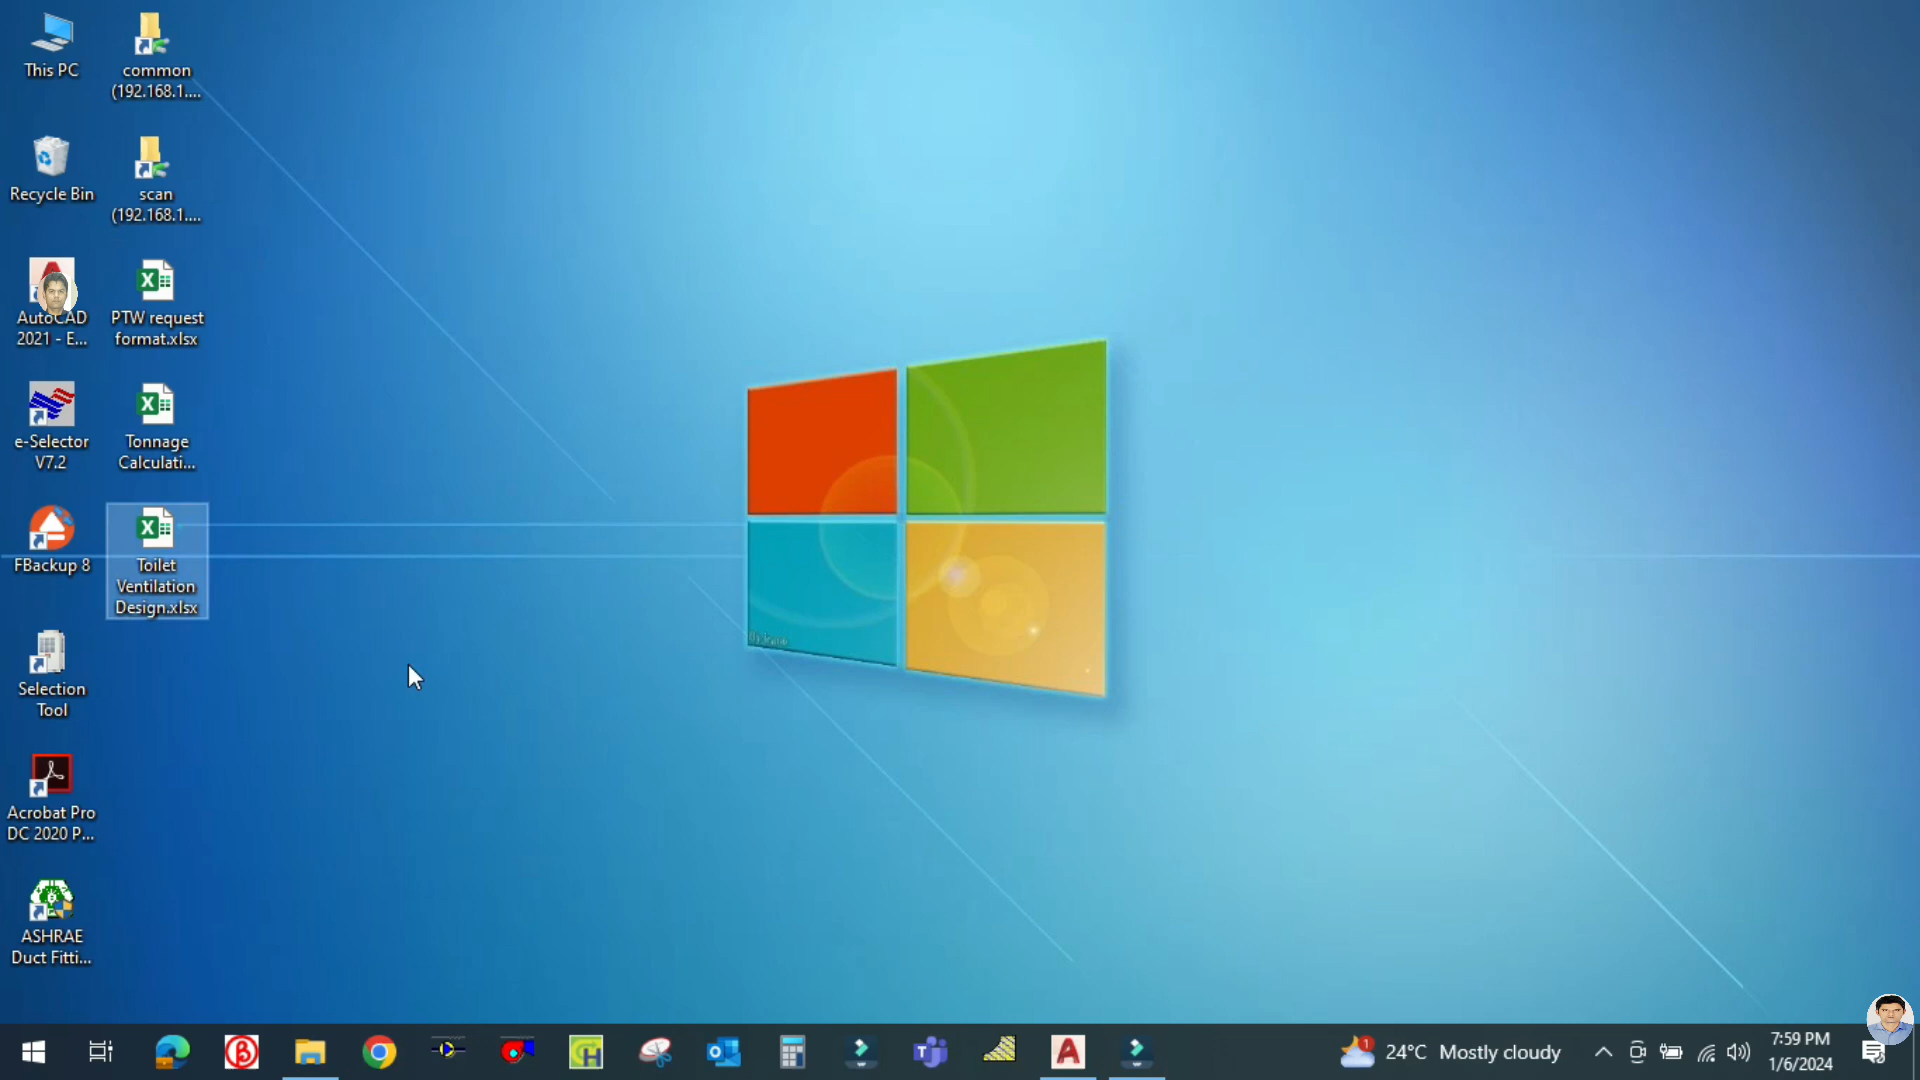 This PC
common
(192.168.1....
Recycle Bin
scan
(192.168.1....
AutoCAD
2021 - E...
PTW request
format.xlsx
e-Selector
V7.2
Tonnage
Calculati...
FBackup 8
Toilet
Ventilation
Design.xlsx
Selection
Tool
Acrobat Pro
DC 2020 P...
ASHRAE
Duct Fitti...
1
24°C Mostly cloudy
7:59 PM
1/6/2024